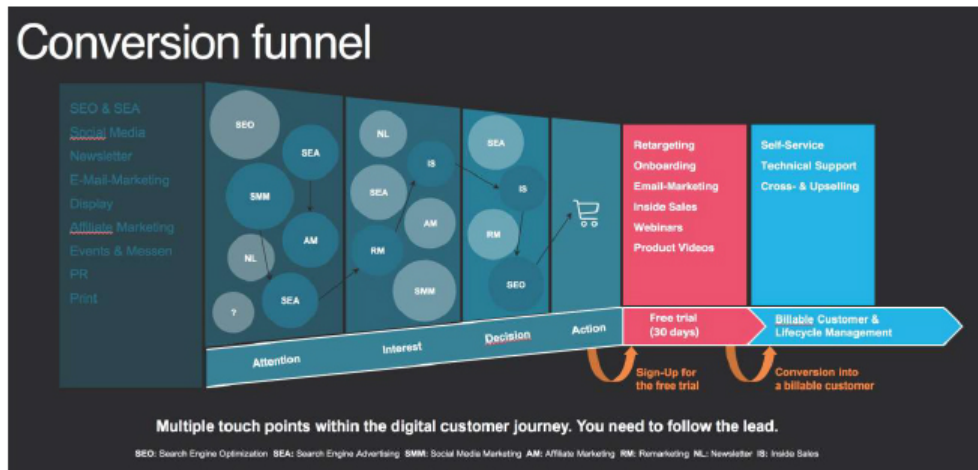 Conversion funnel
SEO & SEA
Social Media
Newsletter
E-Mail-Marketing
Display
Affiliate Marketing
Events & Messen
PR
Print
SEO
SEA
SMM
AM
NL
SEA
?
NL
IS
SEA
AM
RM
SMM
SEA
IS
RM
SEO
Attention
Interest
Decision
Action
Retargeting
Onboarding
Email-Marketing
Inside Sales
Webinars
Product Videos
Self-Service
Technical Support
Cross- & Upselling
Free trial
(30 days)
Billable Customer &
Lifecycle Management
Sign-Up for
the free trial
Conversion into
a billable customer
Multiple touch points within the digital customer journey. You need to follow the lead.
SEO: Search Engine Optimization SEA: Search Engine Advertising SMM: Social Media Marketing AM: Affiliate Marketing RM: Remarketing NL: Newsletter IS: Inside Sales